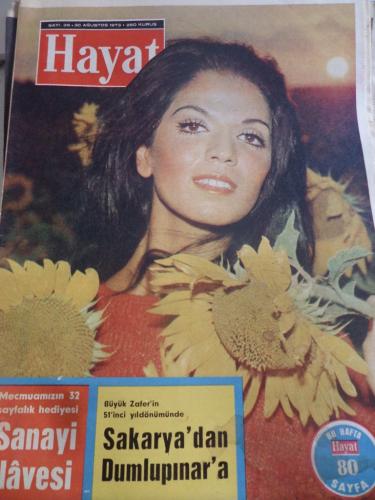 SAYI: 36 • 30 AĞUSTOS 1973 • 250 KURUŞ
Hayat
Mecmuamızın 32
sayfalık hediyesi
Sanayi
lâvesi
Büyük Zafer'in
51'inci yıldönümünde
Sakarya'dan
Dumlupınar'a
BU HAFTA
Hayat
80
SAYFA